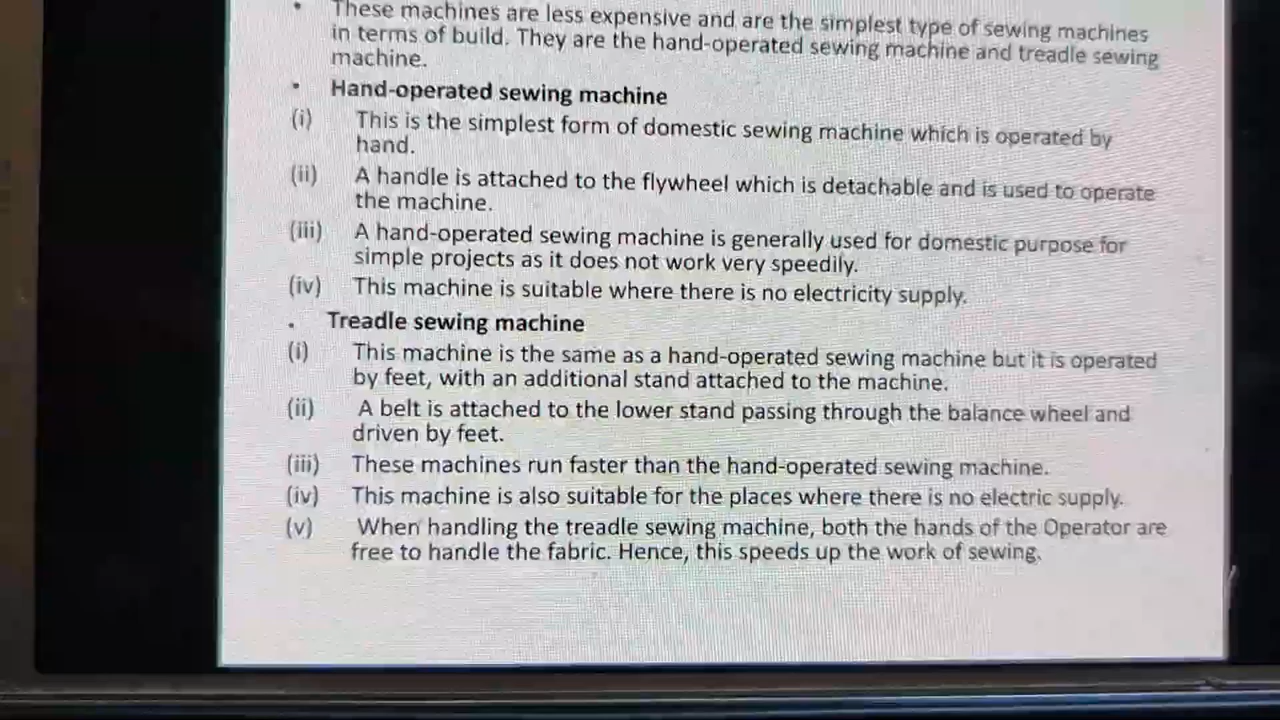 • These machines are less expensive and are the simplest type of sewing machines
in terms of build. They are the hand-operated sewing machine and treadle sewing
machine.
• Hand-operated sewing machine
(i) This is the simplest form of domestic sewing machine which is operated by
hand.
(ii) A handle is attached to the flywheel which is detachable and is used to operate
the machine.
(iii) A hand-operated sewing machine is generally used for domestic purpose for
simple projects as it does not work very speedily.
(iv) This machine is suitable where there is no electricity supply.
. Treadle sewing machine
(i) This machine is the same as a hand-operated sewing machine but it is operated
by feet, with an additional stand attached to the machine.
(ii) A belt is attached to the lower stand passing through the balance wheel and
driven by feet.
(iii) These machines run faster than the hand-operated sewing machine.
(iv) This machine is also suitable for the places where there is no electric supply.
(v) When handling the treadle sewing machine, both the hands of the Operator are
free to handle the fabric. Hence, this speeds up the work of sewing.